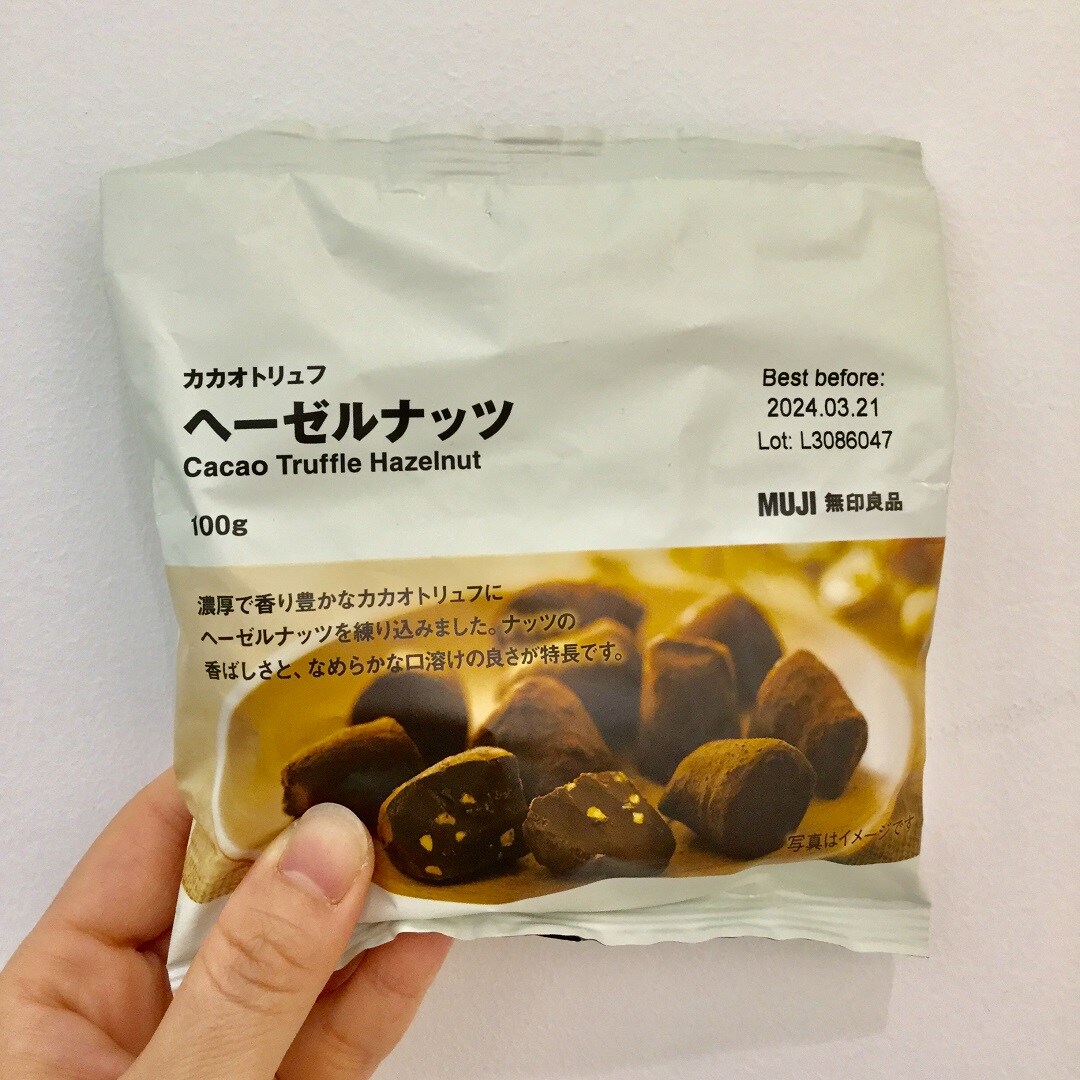 カカオトリュフ
ヘーゼルナッツ
Cacao Truffle Hazelnut
100g
Best before:
2024.03.21
Lot: L3086047
MUJI 無印良品
濃厚で香り豊かなカカオトリュフに
ヘーゼルナッツを練り込みました。ナッツの
香ばしさと、なめらかな口溶けの良さが特長です。
写真はイメージです